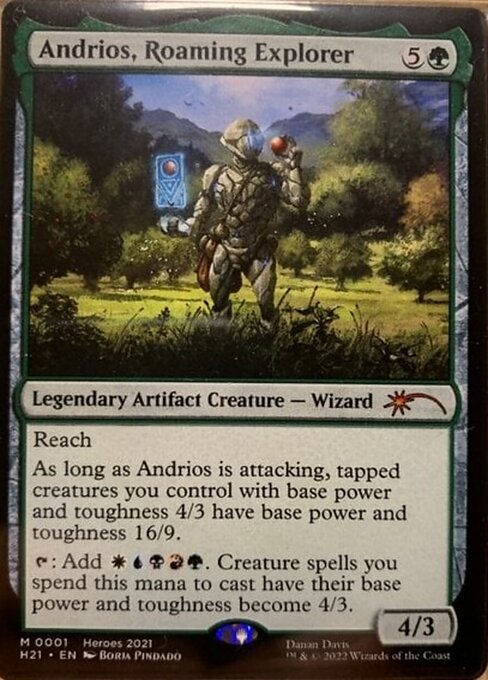 Andrios, Roaming Explorer 5
Legendary Artifact Creature — Wizard
Reach
As long as Andrios is attacking, tapped
creatures you control with base power
and toughness 4/3 have base power and
toughness 16/9.
: Add . Creature spells you
spend this mana to cast have their base
power and toughness become 4/3.
4/3
M 0001 Heroes 2021
H21 • EN Borja Pindado
Danan Davis
™ & © 2022 Wizards of the Coast